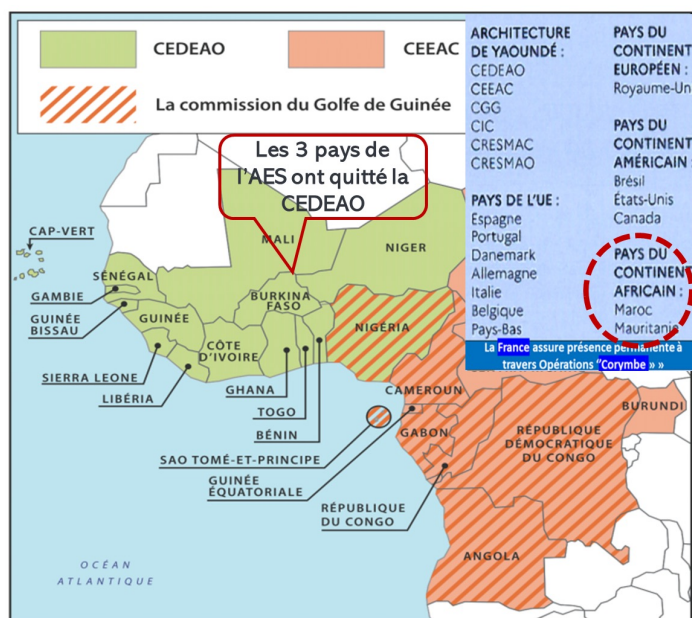 CEDEAO
CEEAC
La commission du Golfe de Guinée
ARCHITECTURE
DE YAOUNDÉ :
CEDEAO
CEEAC
CGG
CIC
CRESMAC
CRESMAO
PAYS DE L'UE :
Espagne
Portugal
Danemark
Allemagne
Italie
Belgique
Pays-Bas
PAYS DU
CONTINENT
EUROPÉEN :
Royaume-Un
PAYS DU
CONTINENT
AMÉRICAIN :
Brésil
États-Unis
Canada
PAYS DU
CONTINENT
AFRICAIN :
Maroc
Mauritanie
La France assure présence permanente à
travers Opérations "Corymbe » »
Les 3 pays de
l'AES ont quitté la
CEDEAO
CAP-VERT
MALI
NIGER
SÉNÉGAL
GAMBIE
GUINÉE
BISSAU
GUINÉE
BURKINA
FASO
NIGÉRIA
CÔTE
D'IVOIRE
SIERRA LEONE
LIBÉRIA
GHANA
TOGO
BÉNIN
SAO TOMÉ-ET-PRINCIPE
GUINÉE
ÉQUATORIALE
RÉPUBLIQUE
DU CONGO
CAMEROUN
GABON
BURUNDI
RÉPUBLIQUE
DÉMOCRATIQUE
DU CONGO
ANGOLA
OCÉAN
ATLANTIQUE